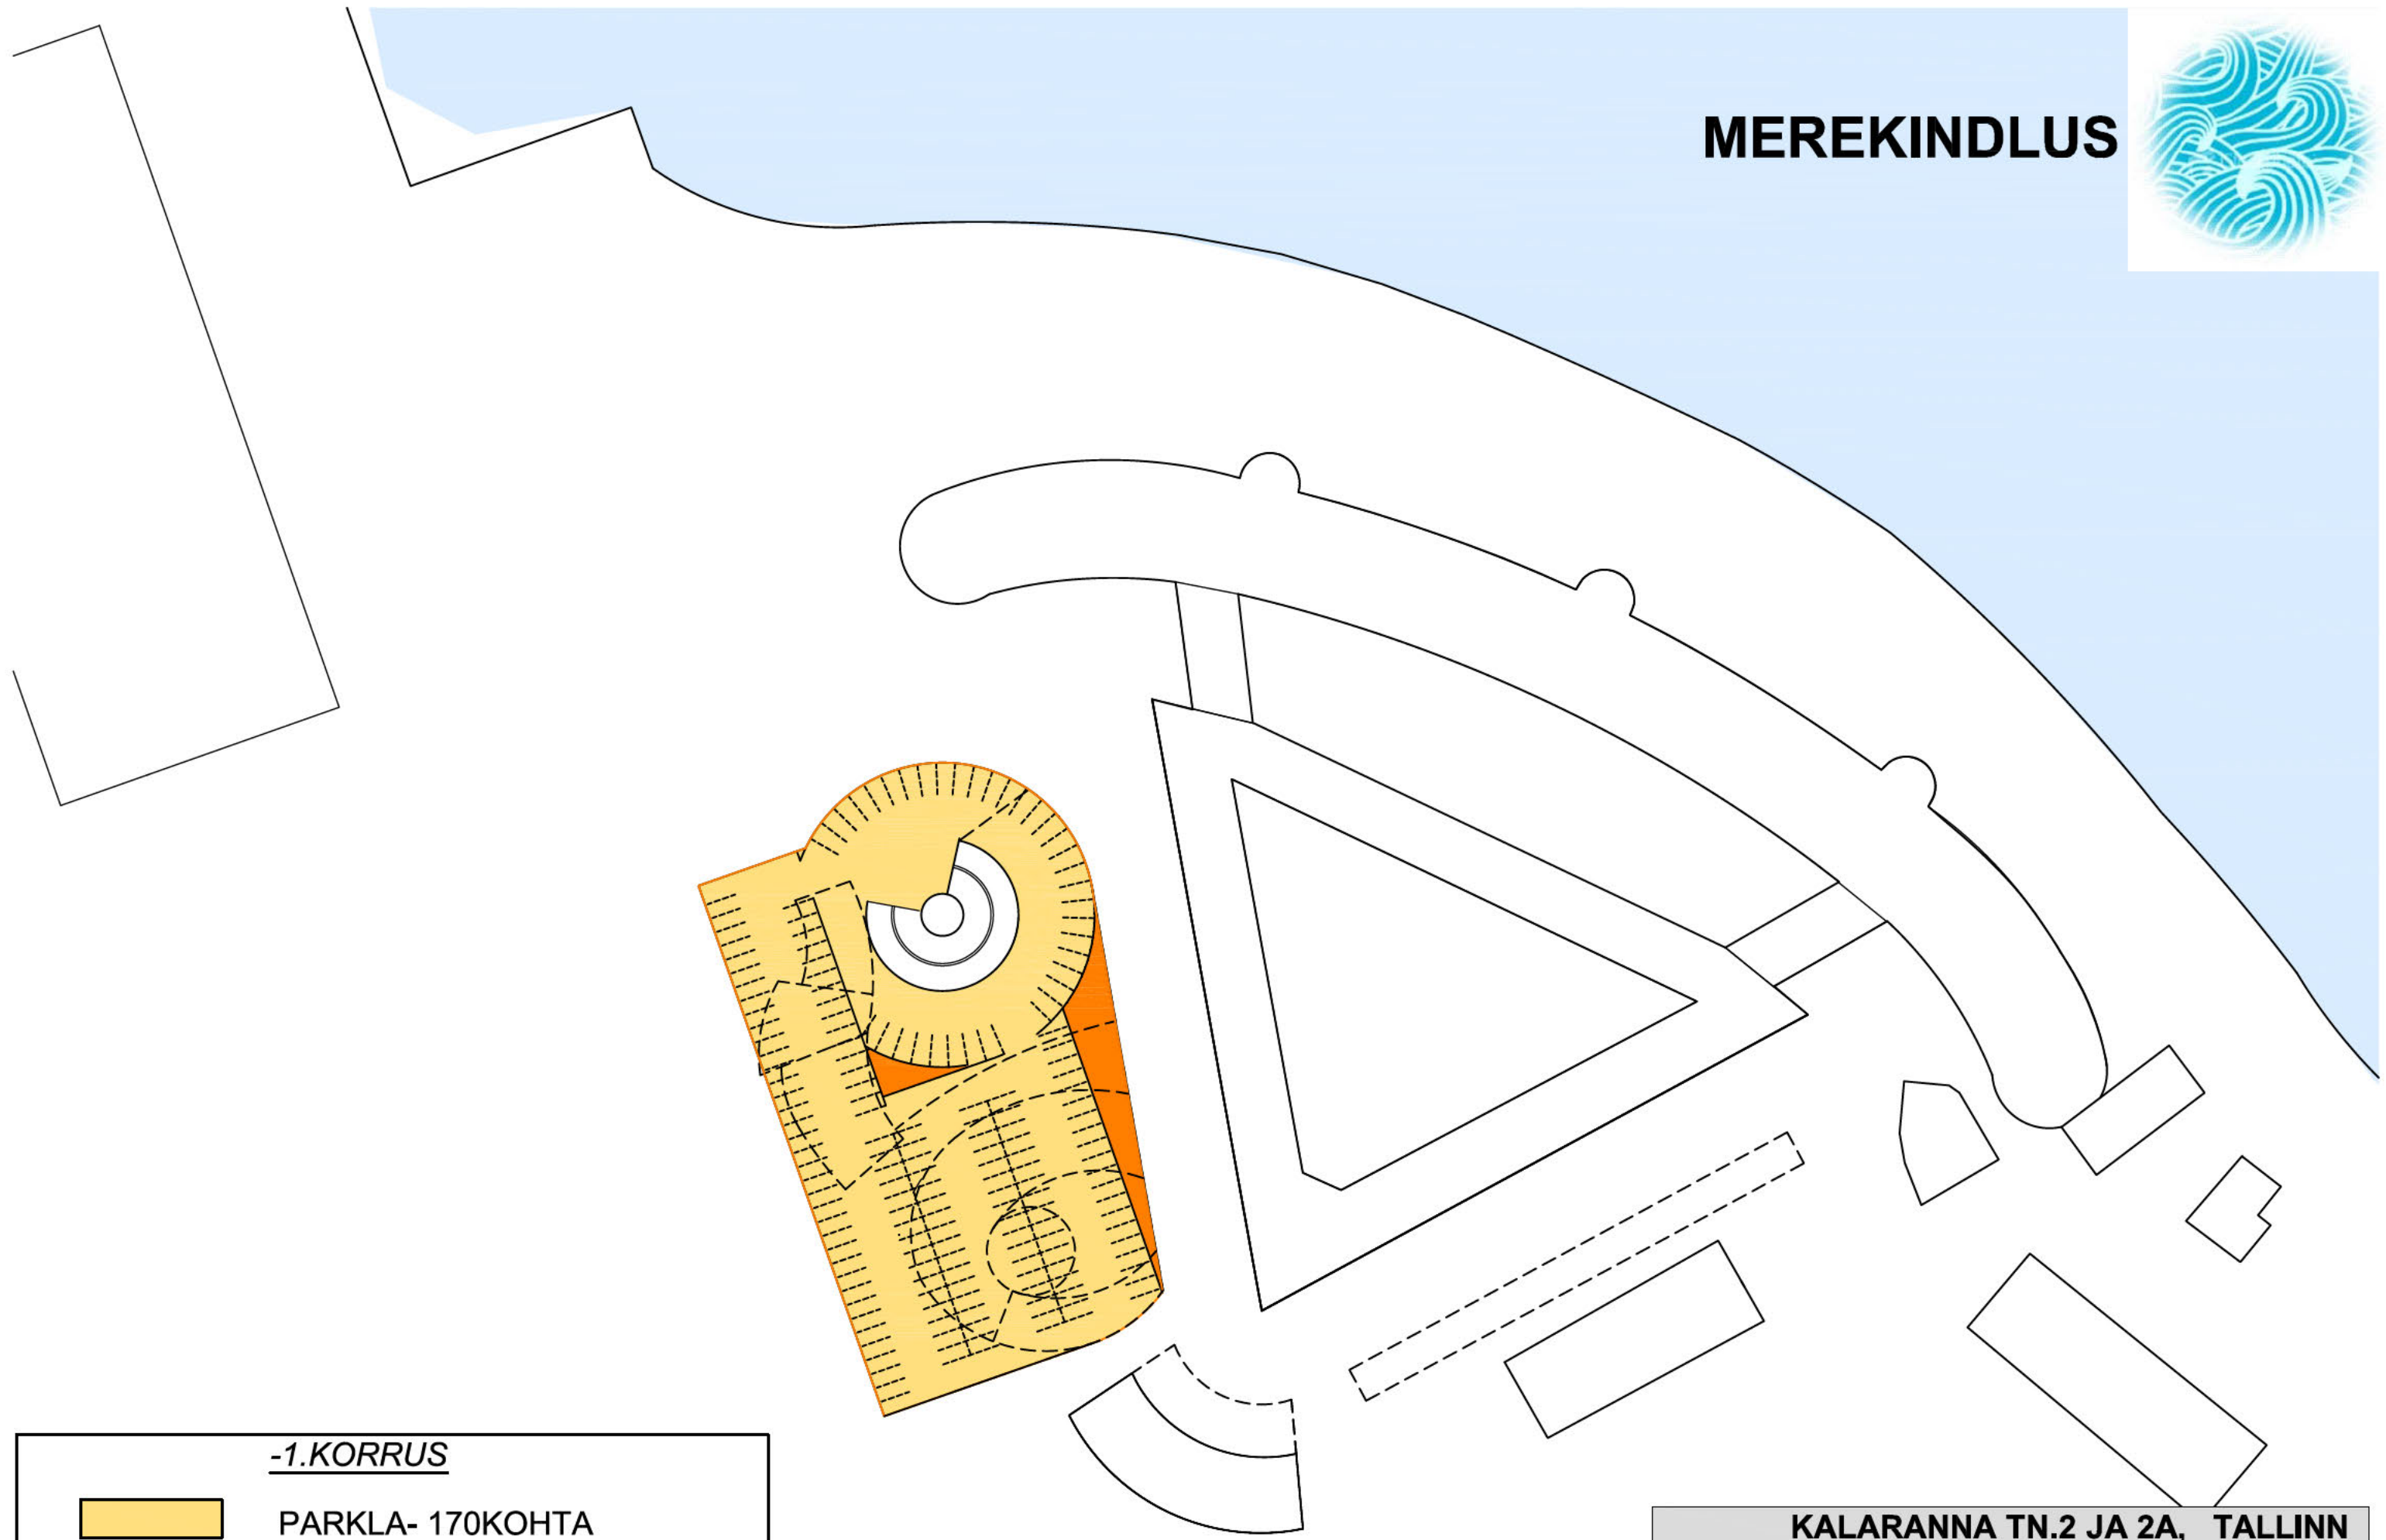 MEREKINDLUS
-1.KORRUS
PARKLA- 170KOHTA
KALARANNA TN.2 JA 2A, TALLINN